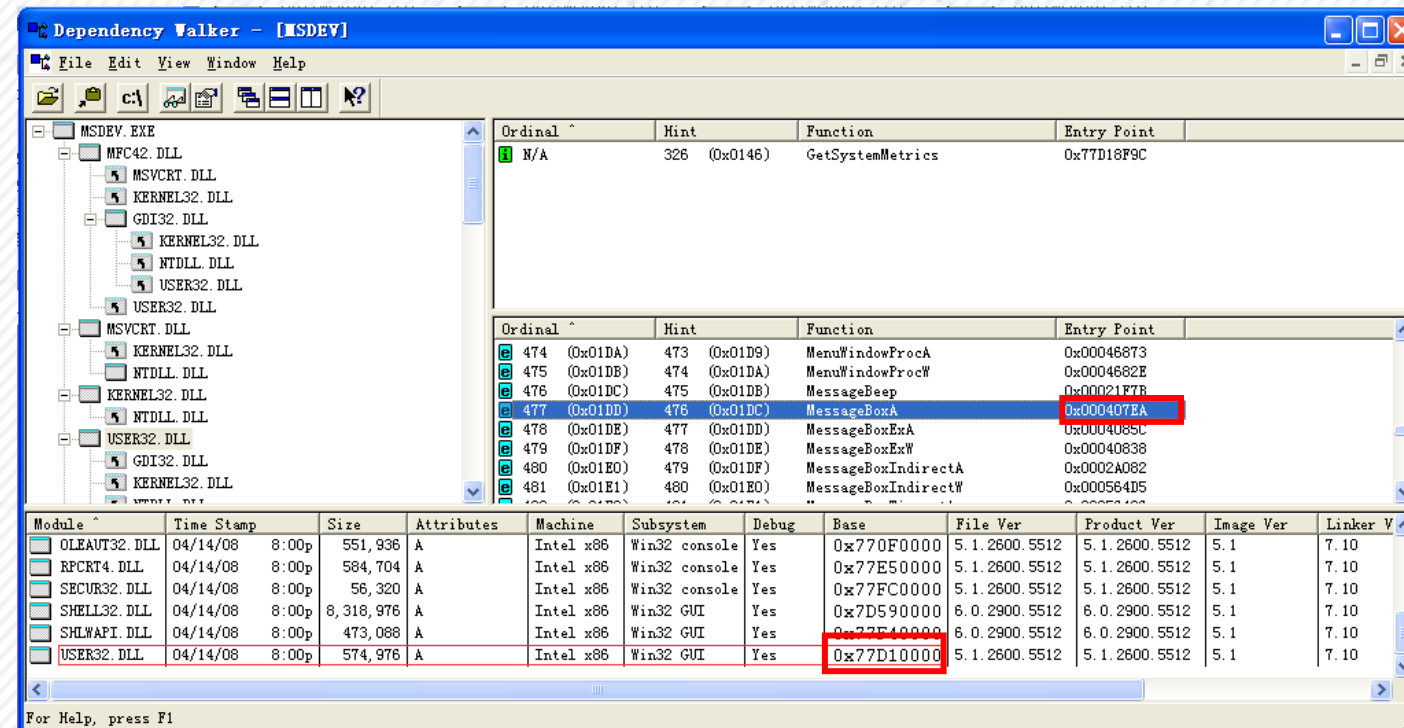 Dependency Walker - [MSDEV]
File Edit View Window Help
c:\
MSDEV.EXE
MFC42.DLL
MSVCRT.DLL
KERNEL32.DLL
GDI32.DLL
KERNEL32.DLL
NTDLL.DLL
USER32.DLL
USER32.DLL
MSVCRT.DLL
KERNEL32.DLL
NTDLL.DLL
KERNEL32.DLL
NTDLL.DLL
USER32.DLL
GDI32.DLL
KERNEL32.DLL
NTDLL.DLL
Ordinal ^ Hint Function Entry Point
N/A 326 (0x0146) GetSystemMetrics 0x77D18F9C
Ordinal ^ Hint Function Entry Point
474 (0x01DA) 473 (0x01D9) MenuWindowProcA 0x00046873
475 (0x01DB) 474 (0x01DA) MenuWindowProcW 0x0004682E
476 (0x01DC) 475 (0x01DB) MessageBeep 0x00021F7B
477 (0x01DD) 476 (0x01DC) MessageBoxA 0x000407EA
478 (0x01DE) 477 (0x01DD) MessageBoxExA 0x0004085C
479 (0x01DF) 478 (0x01DE) MessageBoxExW 0x00040838
480 (0x01E0) 479 (0x01DF) MessageBoxIndirectA 0x0002A082
481 (0x01E1) 480 (0x01E0) MessageBoxIndirectW 0x000564D5
Module ^ Time Stamp Size Attributes Machine Subsystem Debug Base File Ver Product Ver Image Ver Linker V
OLEAUT32.DLL 04/14/08 8:00p 551,936 A Intel x86 Win32 console Yes 0x770F0000 5.1.2600.5512 5.1.2600.5512 5.1 7.10
RPCRT4.DLL 04/14/08 8:00p 584,704 A Intel x86 Win32 console Yes 0x77E50000 5.1.2600.5512 5.1.2600.5512 5.1 7.10
SECUR32.DLL 04/14/08 8:00p 56,320 A Intel x86 Win32 console Yes 0x77FC0000 5.1.2600.5512 5.1.2600.5512 5.1 7.10
SHELL32.DLL 04/14/08 8:00p 8,318,976 A Intel x86 Win32 GUI Yes 0x7D590000 6.0.2900.5512 6.0.2900.5512 5.1 7.10
SHLWAPI.DLL 04/14/08 8:00p 473,088 A Intel x86 Win32 GUI Yes 6.0.2900.5512 6.0.2900.5512 5.1 7.10
USER32.DLL 04/14/08 8:00p 574,976 A Intel x86 Win32 GUI Yes 0x77D10000 5.1.2600.5512 5.1.2600.5512 5.1 7.10
For Help, press F1